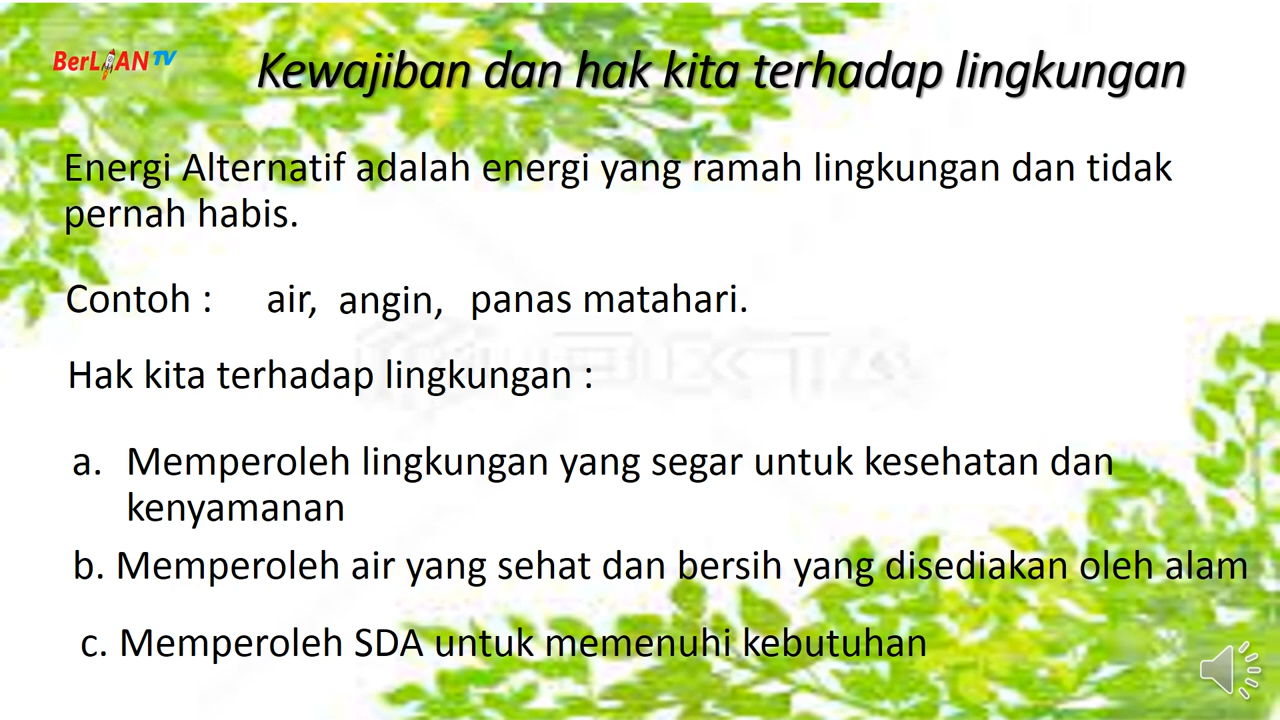 BerLIAN TV
Kewajiban dan hak kita terhadap lingkungan
Energi Alternatif adalah energi yang ramah lingkungan dan tidak
pernah habis.
Contoh : air, angin, panas matahari.
Hak kita terhadap lingkungan :
a. Memperoleh lingkungan yang segar untuk kesehatan dan
kenyamanan
b. Memperoleh air yang sehat dan bersih yang disediakan oleh alam
c. Memperoleh SDA untuk memenuhi kebutuhan